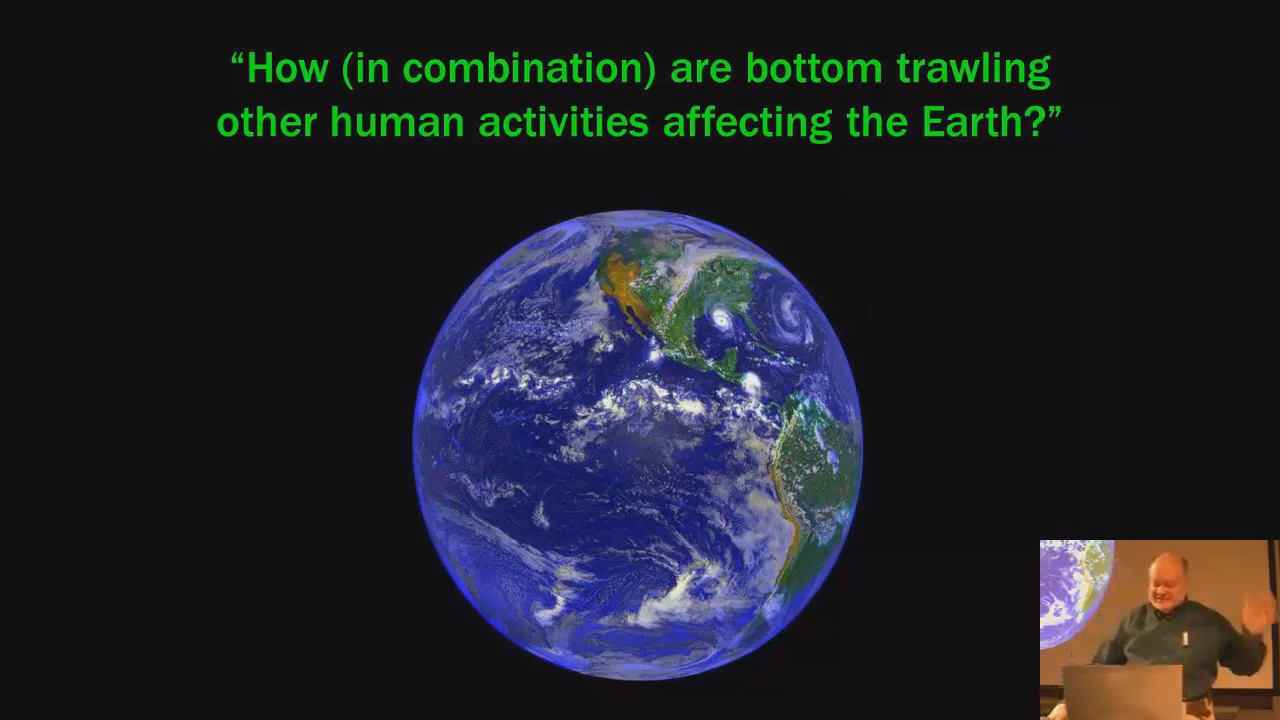 “How (in combination) are bottom trawling
other human activities affecting the Earth?”